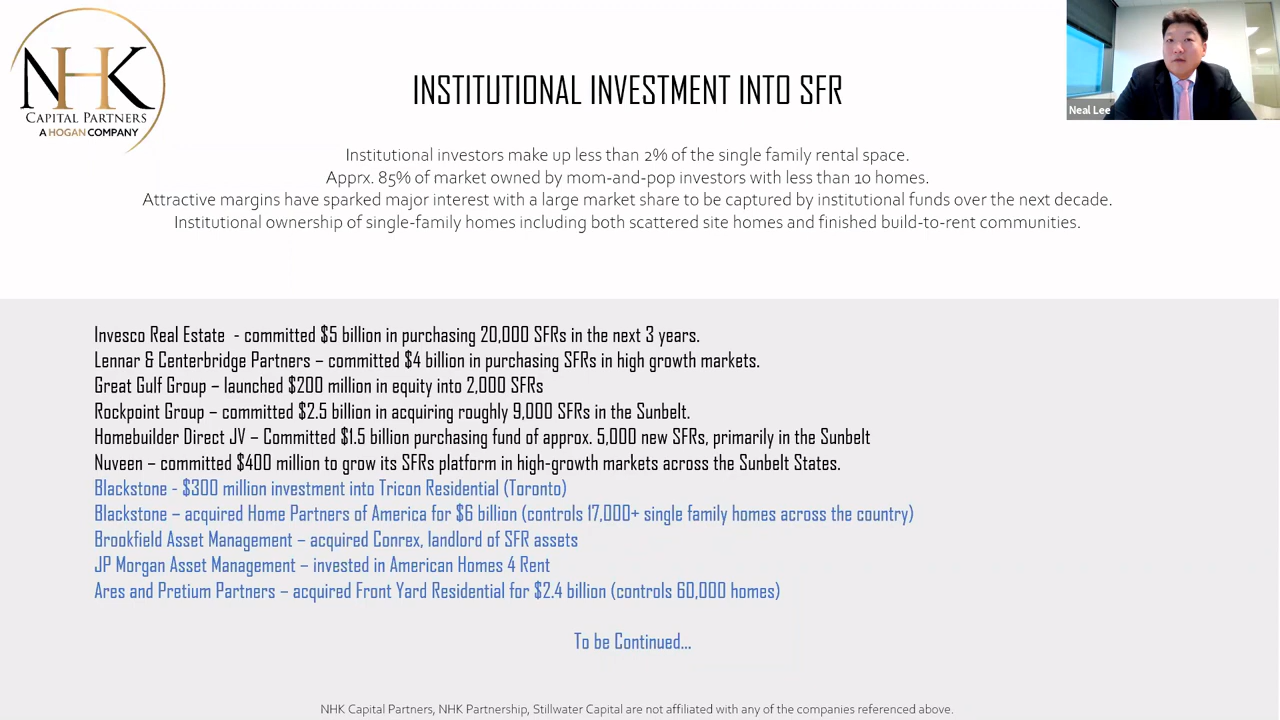 NHK
CAPITAL PARTNERS
A HOGAN COMPANY
INSTITUTIONAL INVESTMENT INTO SFR
Neal Lee
Institutional investors make up less than 2% of the single family rental space.
Apprx. 85% of market owned by mom-and-pop investors with less than 10 homes.
Attractive margins have sparked major interest with a large market share to be captured by institutional funds over the next decade.
Institutional ownership of single-family homes including both scattered site homes and finished build-to-rent communities.
Invesco Real Estate - committed $5 billion in purchasing 20,000 SFRs in the next 3 years.
Lennar & Centerbridge Partners – committed $4 billion in purchasing SFRs in high growth markets.
Great Gulf Group – launched $200 million in equity into 2,000 SFRs
Rockpoint Group – committed $2.5 billion in acquiring roughly 9,000 SFRs in the Sunbelt.
Homebuilder Direct JV – Committed $1.5 billion purchasing fund of approx. 5,000 new SFRs, primarily in the Sunbelt
Nuveen – committed $400 million to grow its SFRs platform in high-growth markets across the Sunbelt States.
Blackstone - $300 million investment into Tricon Residential (Toronto)
Blackstone – acquired Home Partners of America for $6 billion (controls 17,000+ single family homes across the country)
Brookfield Asset Management – acquired Conrex, landlord of SFR assets
JP Morgan Asset Management – invested in American Homes 4 Rent
Ares and Pretium Partners – acquired Front Yard Residential for $2.4 billion (controls 60,000 homes)
To be Continued...
NHK Capital Partners, NHK Partnership, Stillwater Capital are not affiliated with any of the companies referenced above.